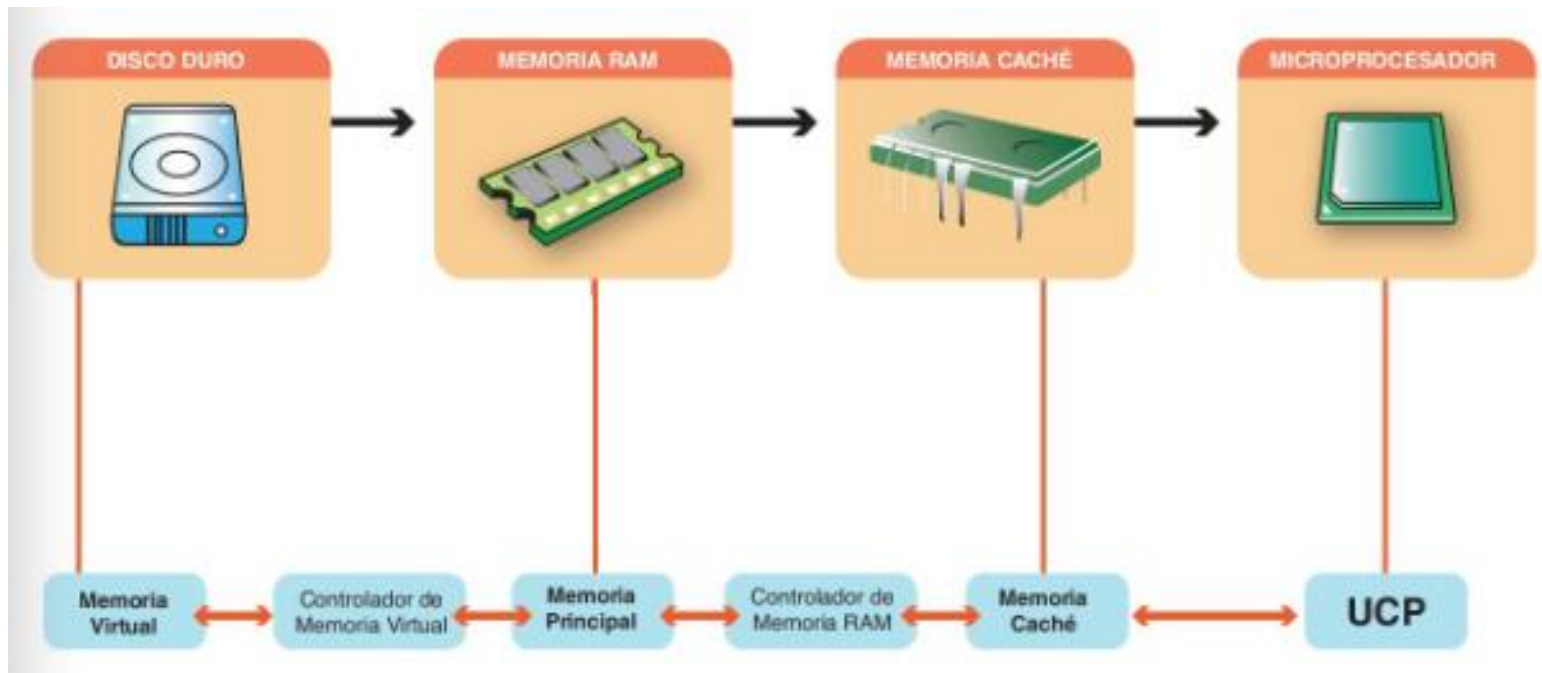 DISCO DURO
MEMORIA RAM
MEMORIA CACHÉ
MICROPROCESADOR
Memoria
Virtual
Controlador de
Memoria Virtual
Memoria
Principal
Controlador de
Memoria RAM
Memoria
Caché
UCP